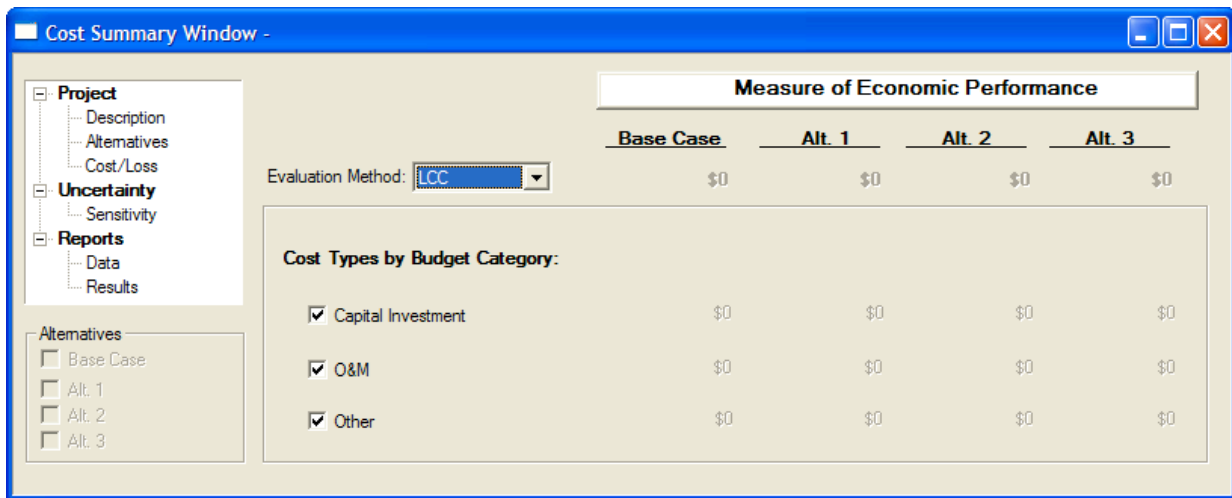 Cost Summary Window -
Project
Description
Alternatives
Cost/Loss
Uncertainty
Sensitivity
Reports
Data
Results
Alternatives
Base Case
Alt. 1
Alt. 2
Alt. 3
Measure of Economic Performance
Base Case Alt. 1 Alt. 2 Alt. 3
Evaluation Method: LCC $0 $0 $0 $0
Cost Types by Budget Category:
Capital Investment $0 $0 $0 $0
O&M $0 $0 $0 $0
Other $0 $0 $0 $0